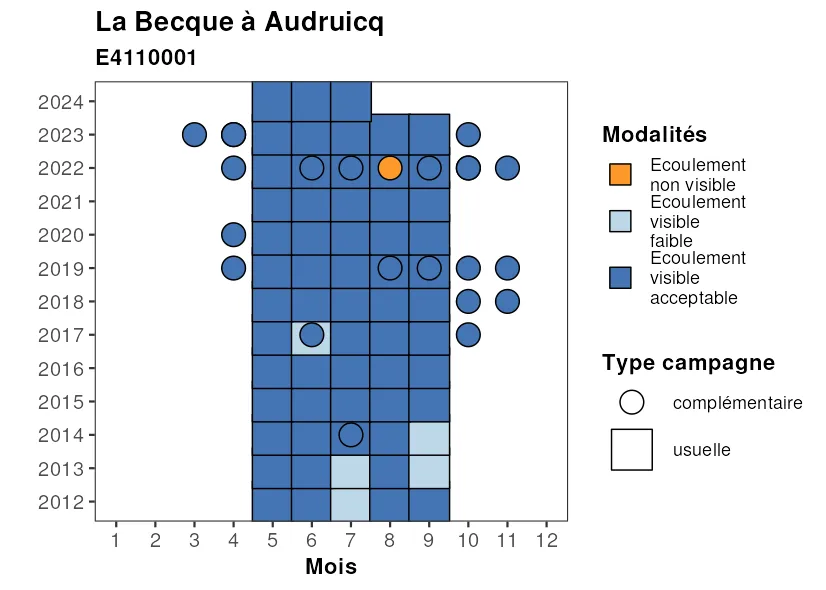 La Becque à Audruicq
E4110001
2024
2023
2022
2021
2020
2019
2018
2017
2016
2015
2014
2013
2012
1 2 3 4 5 6 7 8 9 10 11 12
Mois
Modalités
Ecoulement
non visible
Ecoulement
visible
faible
Ecoulement
visible
acceptable
Type campagne
complémentaire
usuelle